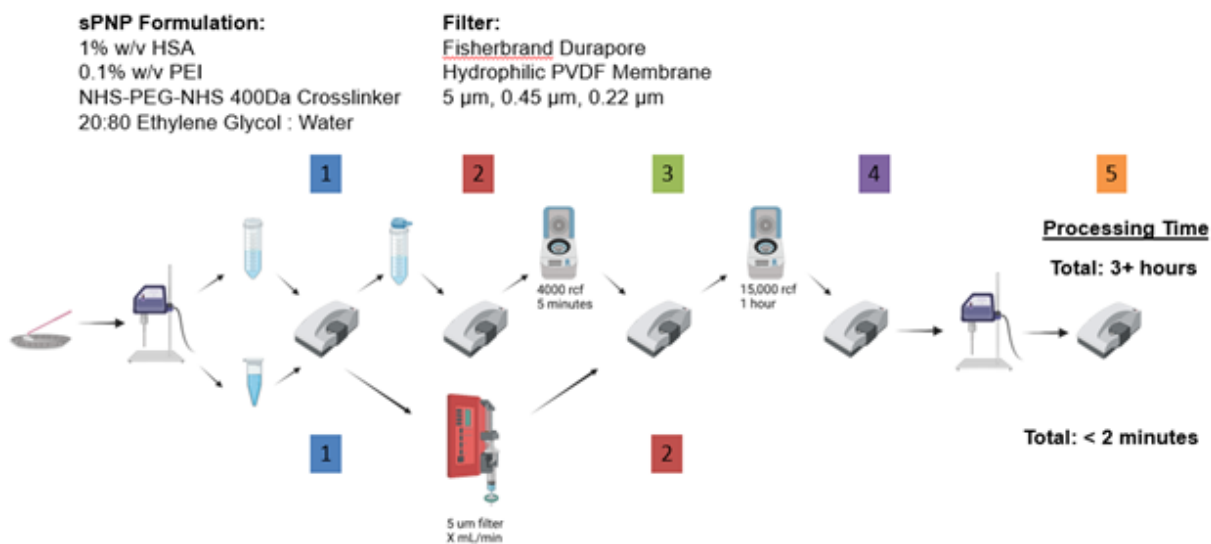 sPNP Formulation:
1% w/v HSA
0.1% w/v PEI
NHS-PEG-NHS 400Da Crosslinker
20:80 Ethylene Glycol : Water
Filter:
Fisherbrand Durapore
Hydrophilic PVDF Membrane
5 µm, 0.45 µm, 0.22 µm
1
2
3
4
5
Processing Time
Total: 3+ hours
4000 rcf
5 minutes
15,000 rcf
1 hour
1
2
Total: < 2 minutes
5 um filter
X mL/min